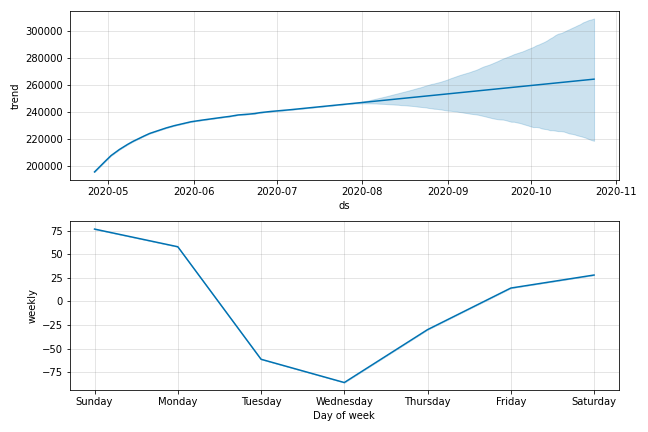 300000
280000
260000
240000
220000
200000
trend
2020-05 2020-06 2020-07 2020-08 2020-09 2020-10 2020-11
ds
75
50
25
0
−25
−50
−75
weekly
Sunday Monday Tuesday Wednesday Thursday Friday Saturday
Day of week